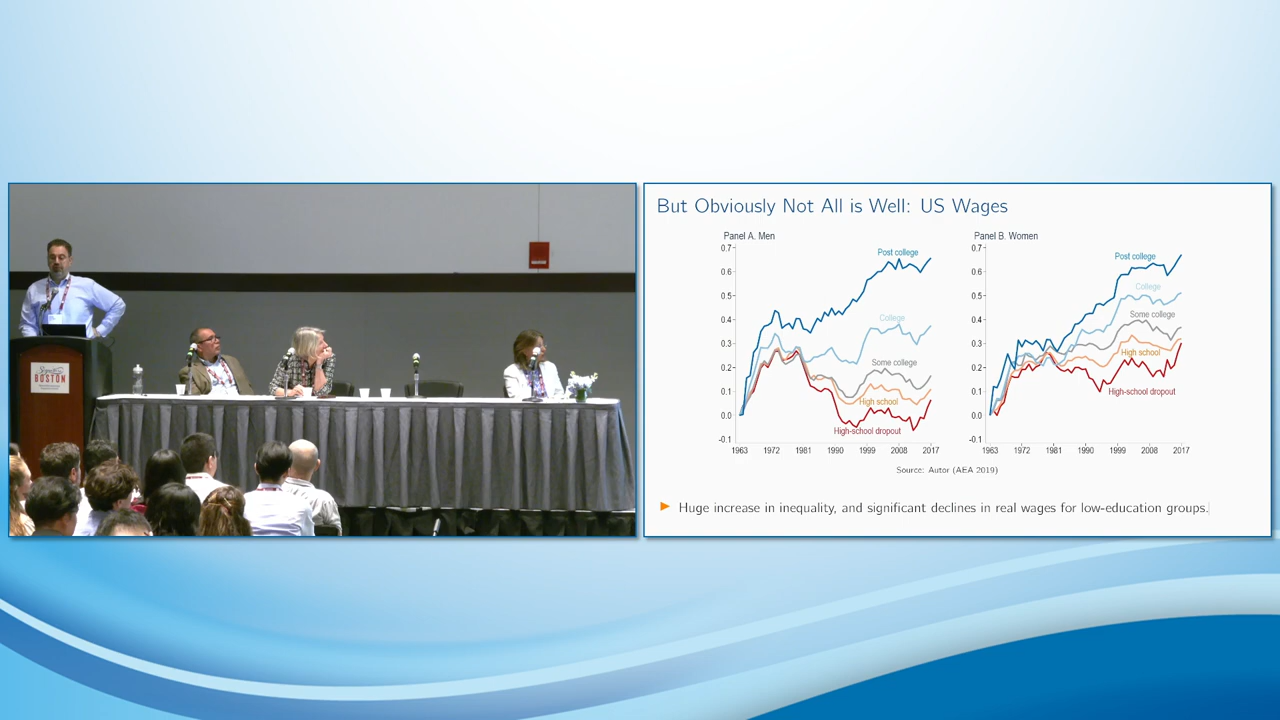 BOSTON
But Obviously Not All is Well: US Wages
Panel A. Men
0.7
0.6
0.5
0.4
0.3
0.2
0.1
0.0
-0.1
Post college
College
Some college
High school
High-school dropout
1963 1972 1981 1990 1999 2008 2017
Panel B. Women
0.7
0.6
0.5
0.4
0.3
0.2
0.1
0.0
-0.1
Post college
College
Some college
High school
High-school dropout
1963 1972 1981 1990 1999 2008 2017
Source: Autor (AEA 2019)
Huge increase in inequality, and significant declines in real wages for low-education groups.